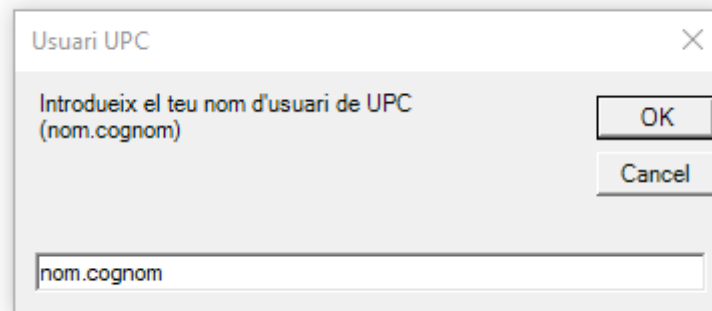 Usuari UPC
Introdueix el teu nom d'usuari de UPC
(nom.cognom)
OK
Cancel
nom.cognom